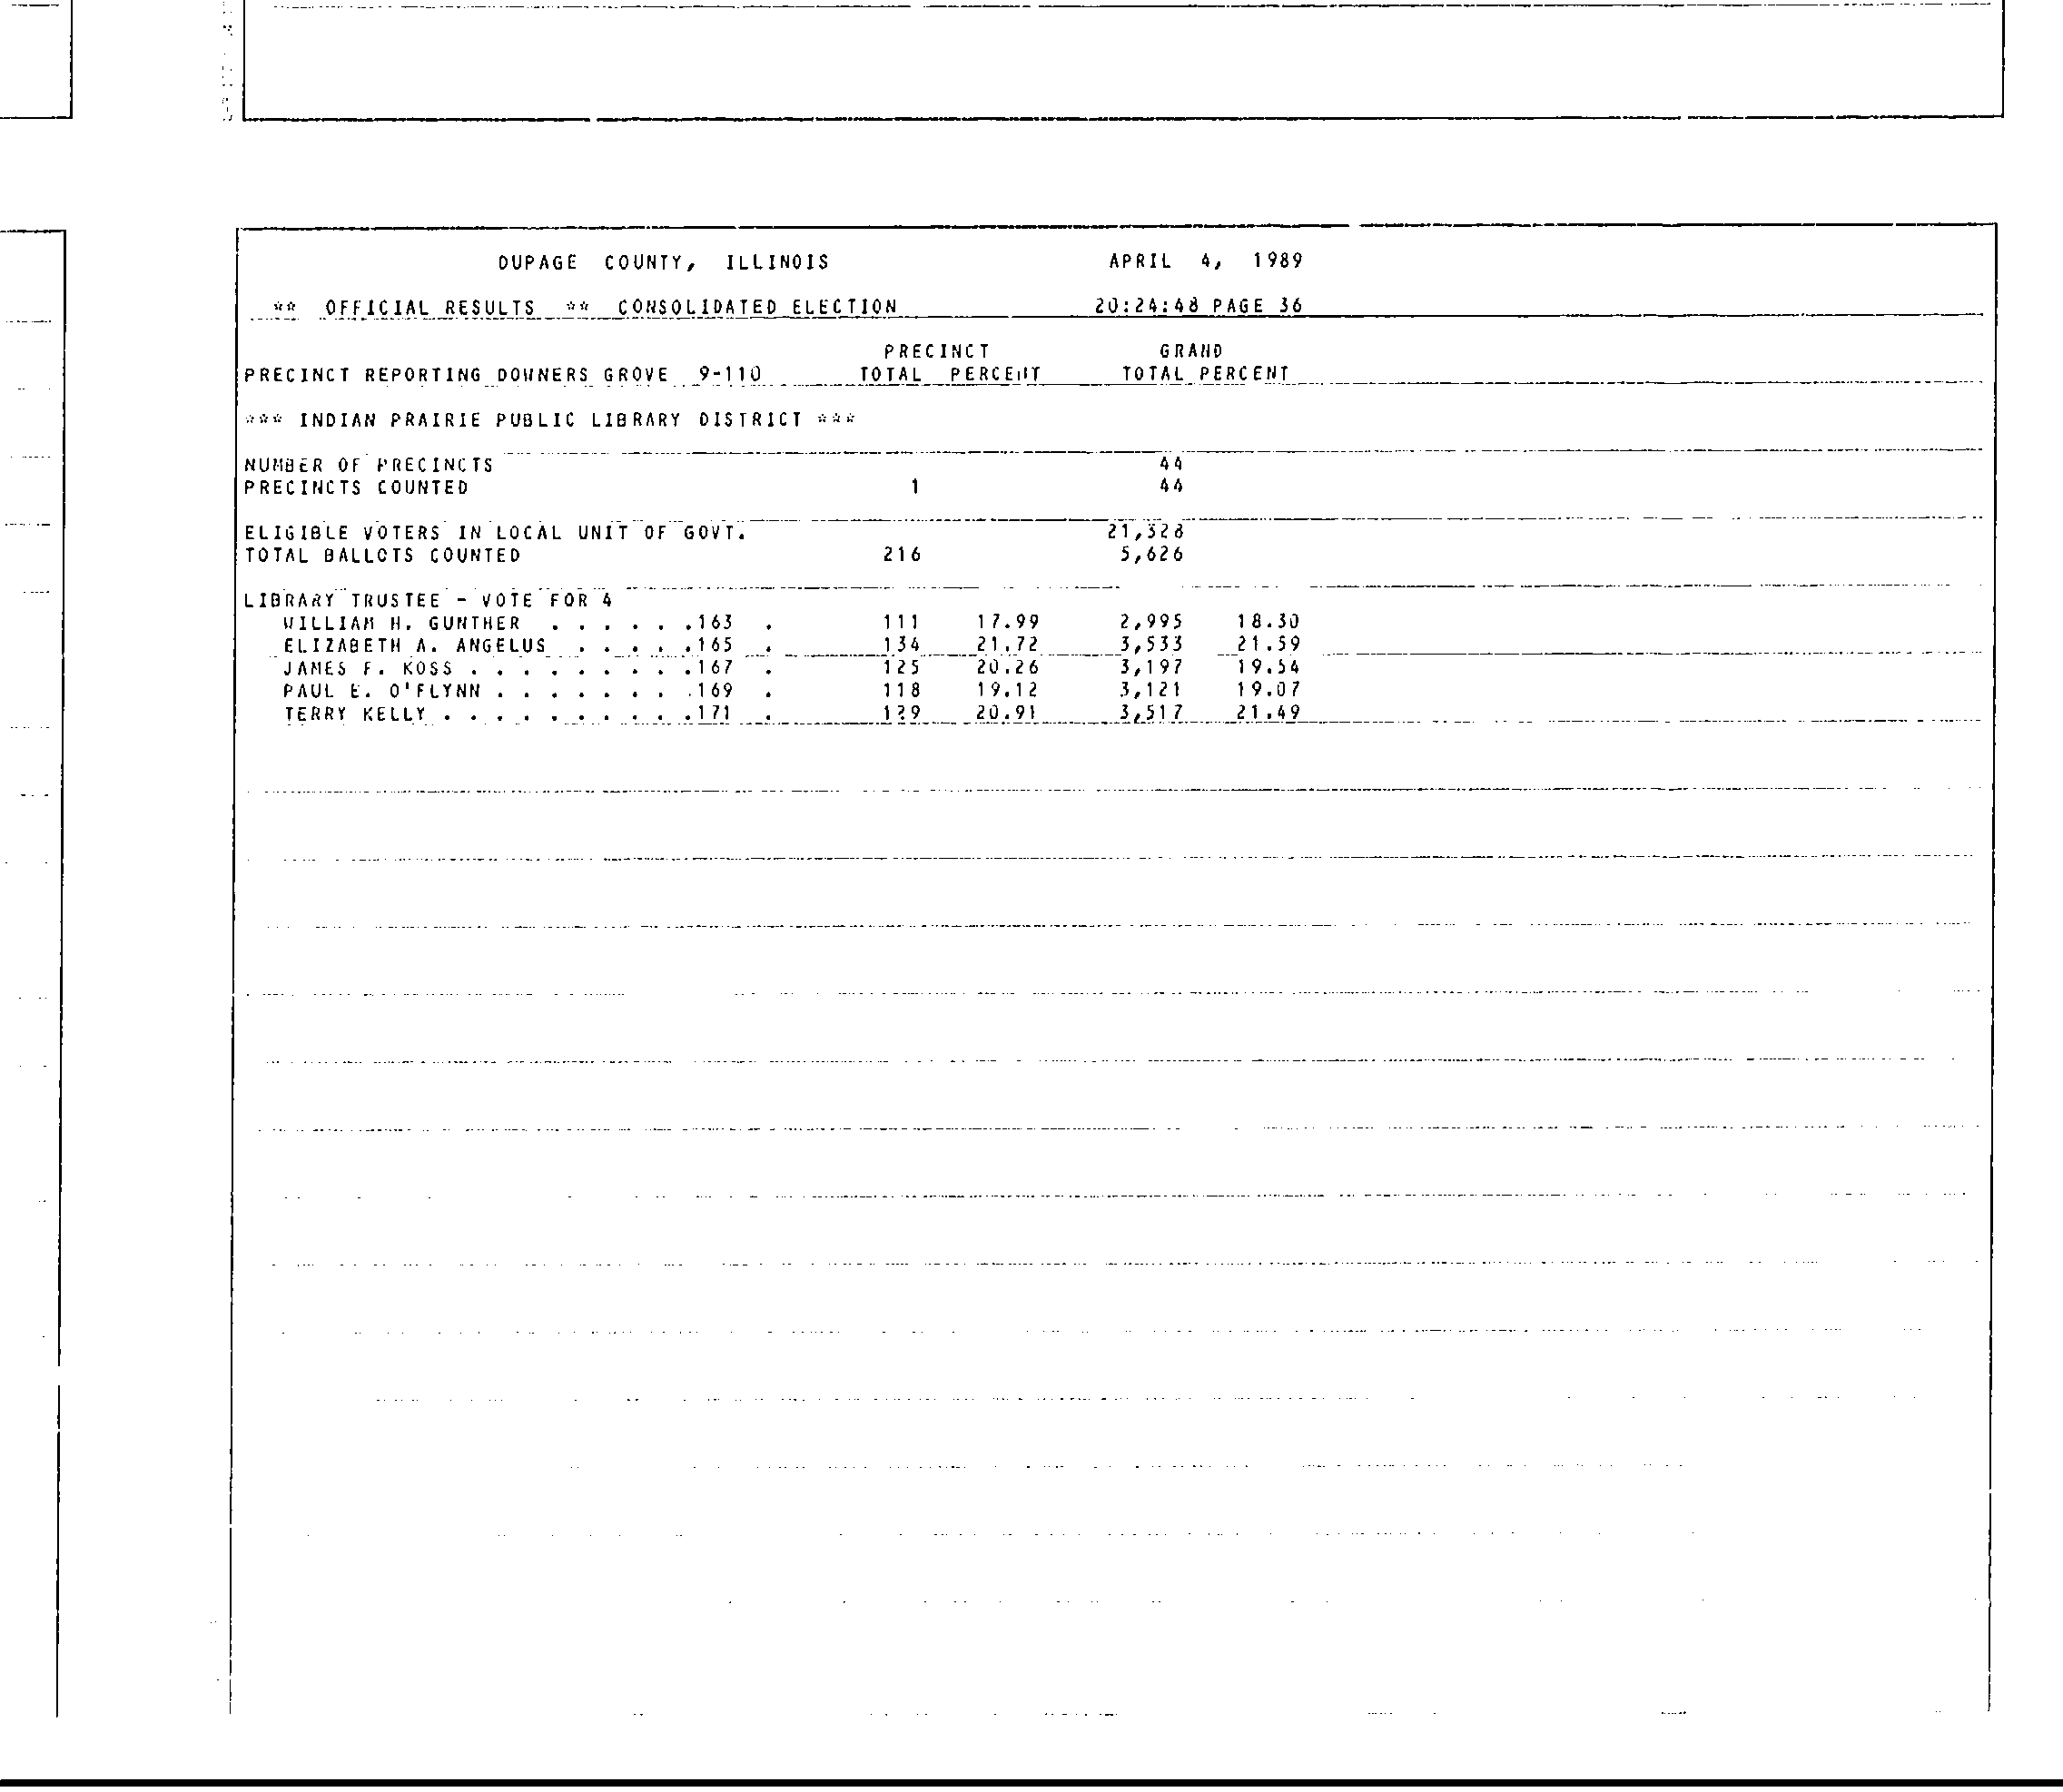 DUPAGE COUNTY, ILLINOIS APRIL 4, 1989
** OFFICIAL RESULTS ** CONSOLIDATED ELECTION 20:24:48 PAGE 36
PRECINCT GRAND
PRECINCT REPORTING DOWNERS GROVE 9-110 TOTAL PERCENT TOTAL PERCENT
*** INDIAN PRAIRIE PUBLIC LIBRARY DISTRICT ***
NUMBER OF PRECINCTS 44
PRECINCTS COUNTED 1 44
ELIGIBLE VOTERS IN LOCAL UNIT OF GOVT. 21,328
TOTAL BALLOTS COUNTED 216 5,626
LIBRARY TRUSTEE - VOTE FOR 4
WILLIAM H. GUNTHER . . . . . .163 . 111 17.99 2,995 18.30
ELIZABETH A. ANGELUS . . . . .165 . 134 21.72 3,533 21.59
JAMES F. KOSS . . . . . . . . .167 . 125 20.26 3,197 19.54
PAUL E. O'FLYNN . . . . . . . .169 . 118 19.12 3,121 19.07
TERRY KELLY . . . . . . . . . .171 . 129 20.91 3,517 21.49